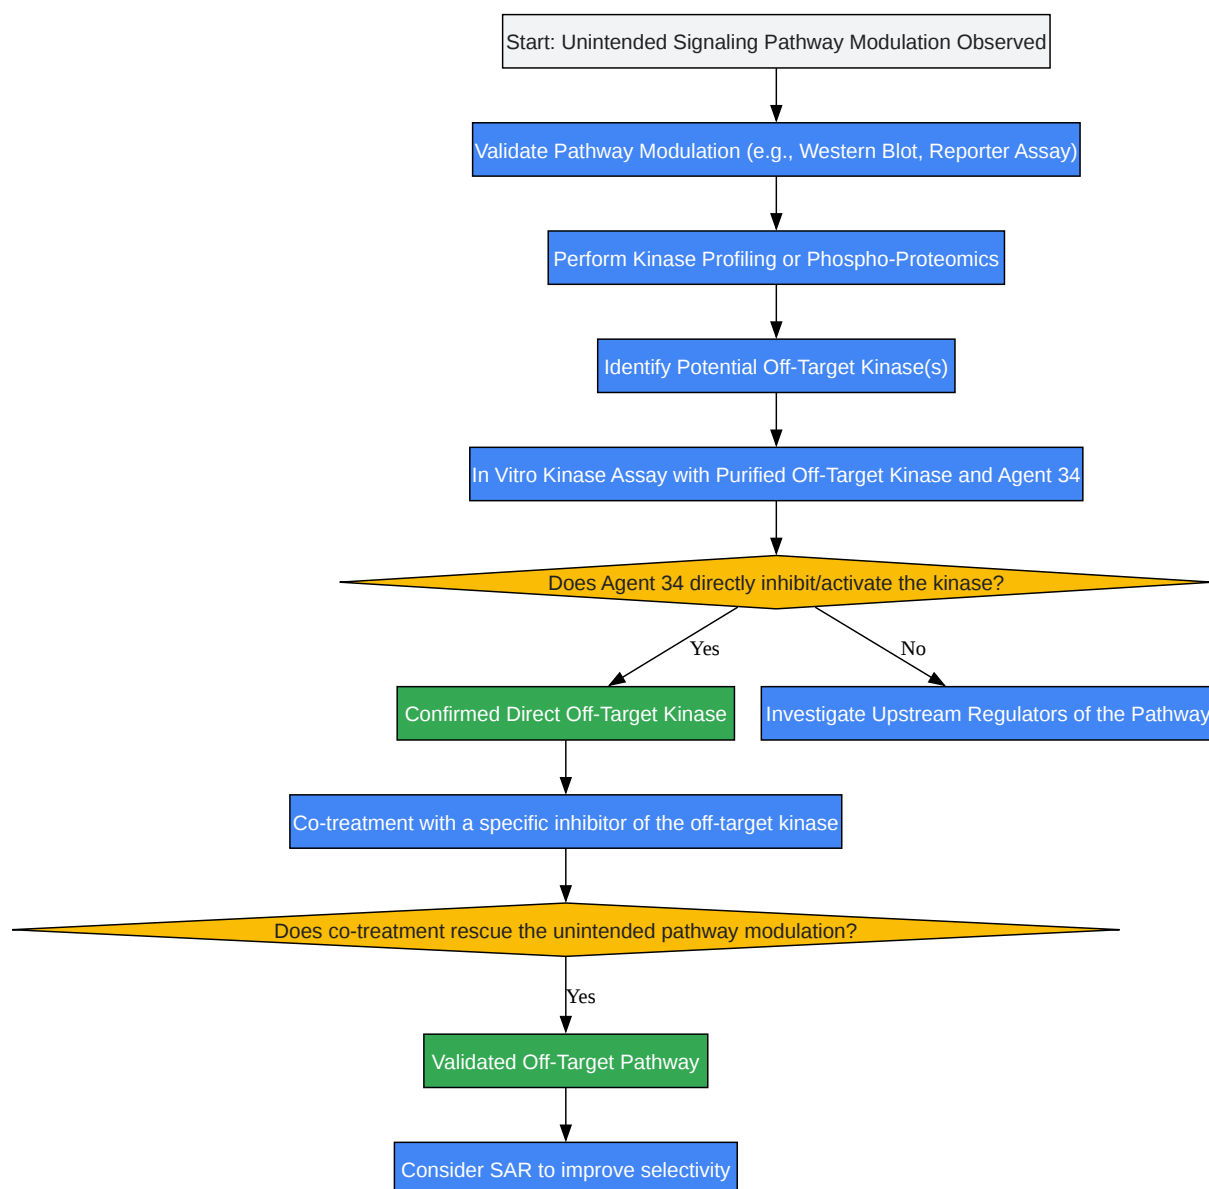 Start: Unintended Signaling Pathway Modulation Observed
Validate Pathway Modulation (e.g., Western Blot, Reporter Assay)
Perform Kinase Profiling or Phospho-Proteomics
Identify Potential Off-Target Kinase(s)
In Vitro Kinase Assay with Purified Off-Target Kinase and Agent 34
Does Agent 34 directly inhibit/activate the kinase?
Yes
No
Confirmed Direct Off-Target Kinase
Investigate Upstream Regulators of the Pathway
Co-treatment with a specific inhibitor of the off-target kinase
Does co-treatment rescue the unintended pathway modulation?
Yes
Validated Off-Target Pathway
Consider SAR to improve selectivity